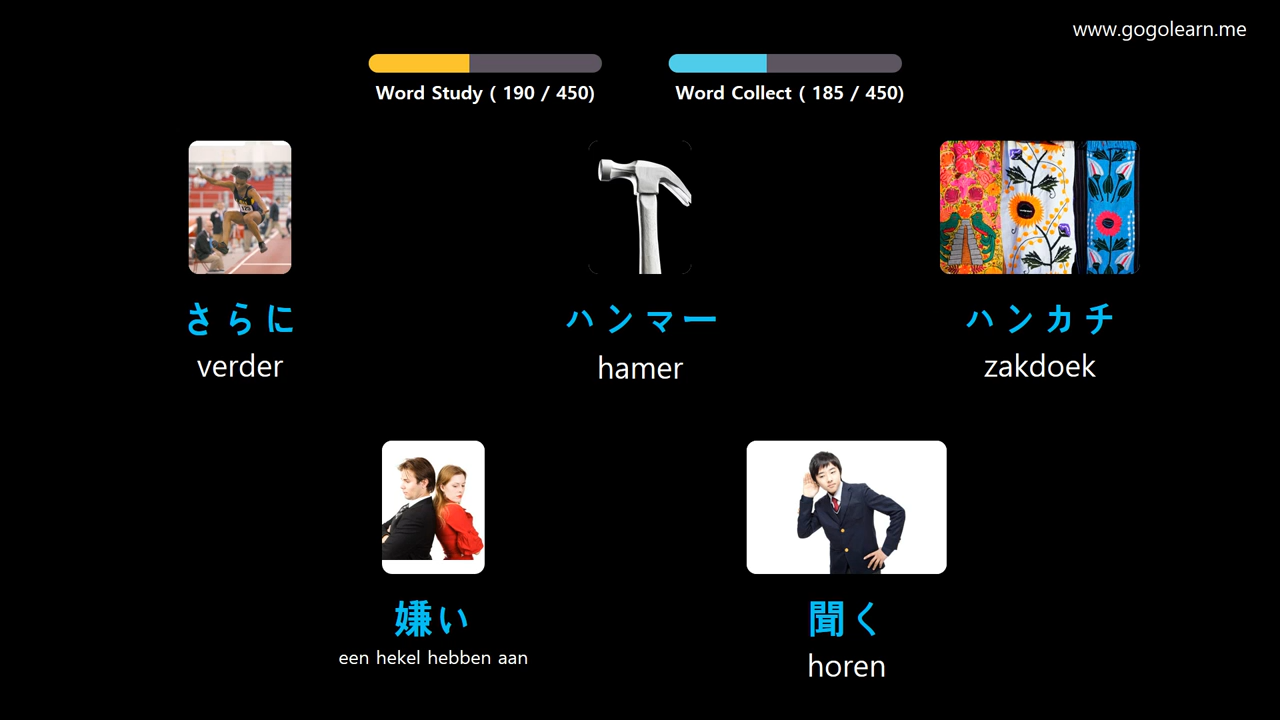 www.gogolearn.me
Word Study ( 190 / 450)
Word Collect ( 185 / 450)
さらに
verder
ハンマー
hamer
ハンカチ
zakdoek
嫌い
een hekel hebben aan
聞く
horen